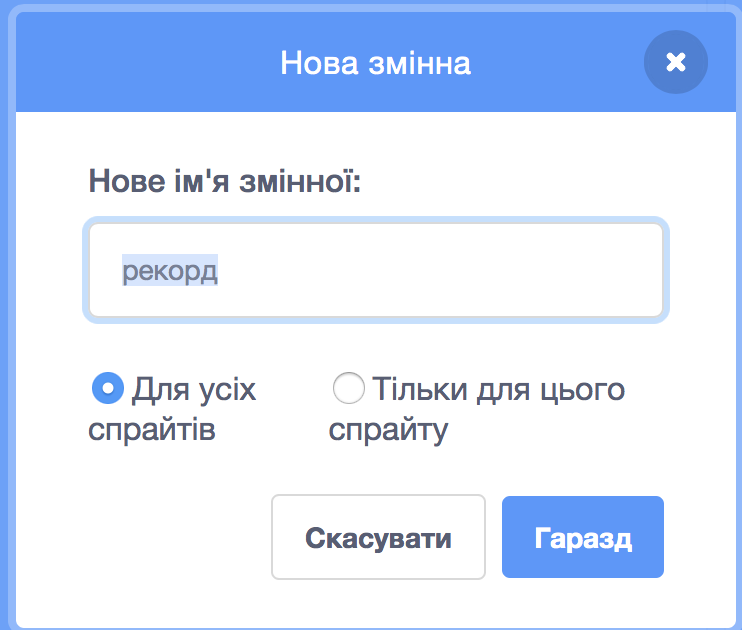 Нова змінна
Нове ім'я змінної:
рекорд
Для усіх спрайтів
Тільки для цього спрайту
Скасувати
Гаразд